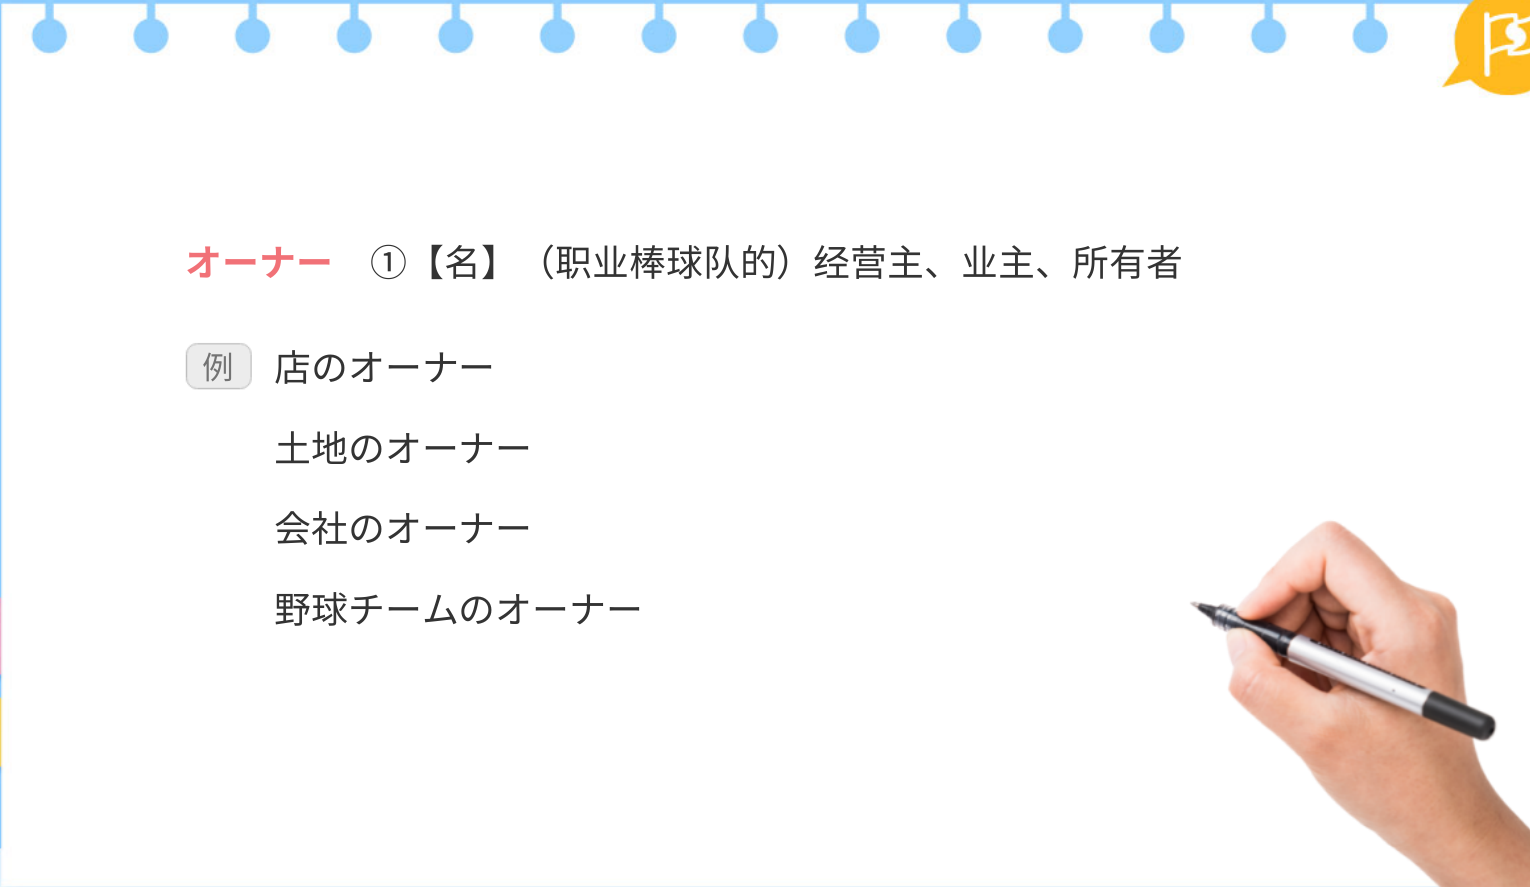 オーナー ①【名】（职业棒球队的）经营主、业主、所有者
例 店のオーナー
土地のオーナー
会社のオーナー
野球チームのオーナー